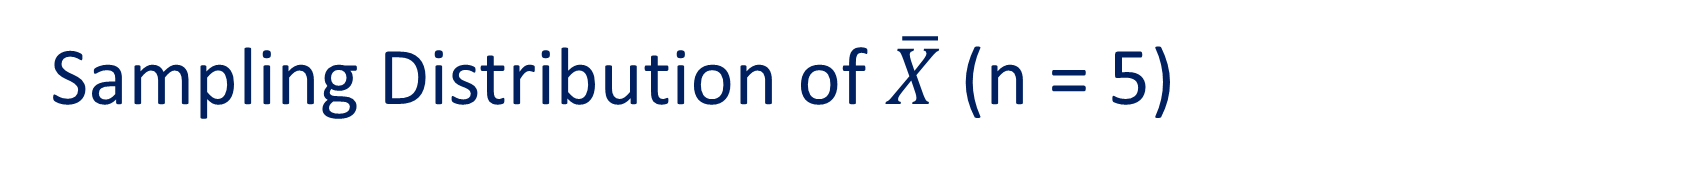 Sampling Distribution of X̅ (n = 5)